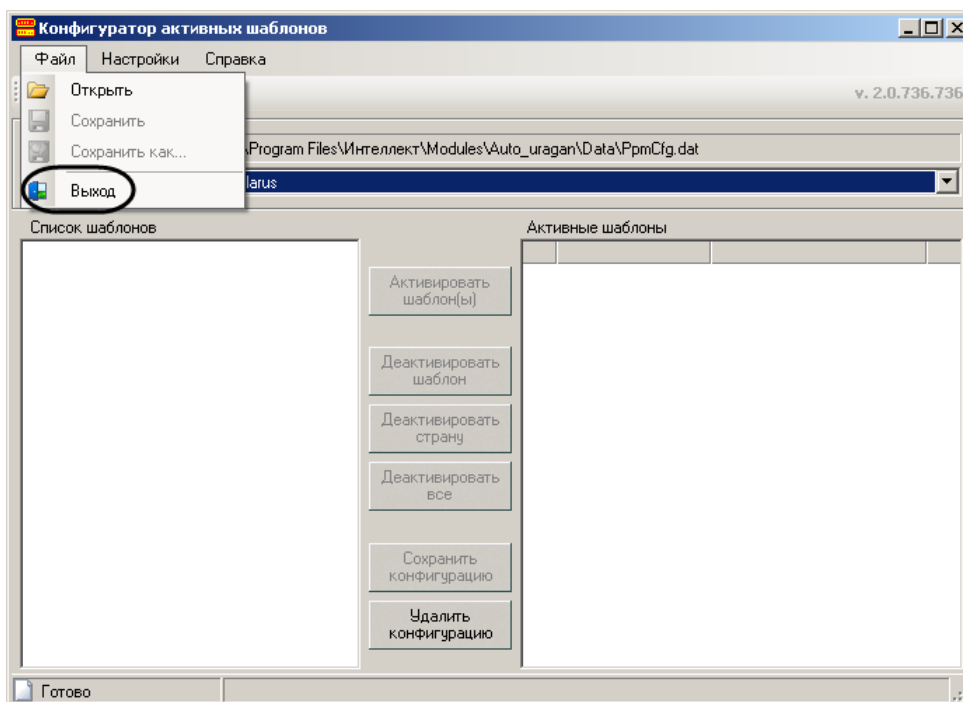 Конфигуратор активных шаблонов
Файл Настройки Справка
Открыть
v. 2.0.736.736
Сохранить
Сохранить как...
\Program Files\Интеллект\Modules\Auto_uragan\Data\PpmCfg.dat
larus
Выход
Список шаблонов
Активные шаблоны
Активировать
шаблон(ы)
Деактивировать
шаблон
Деактивировать
страну
Деактивировать
все
Сохранить
конфигурацию
Удалить
конфигурацию
Готово